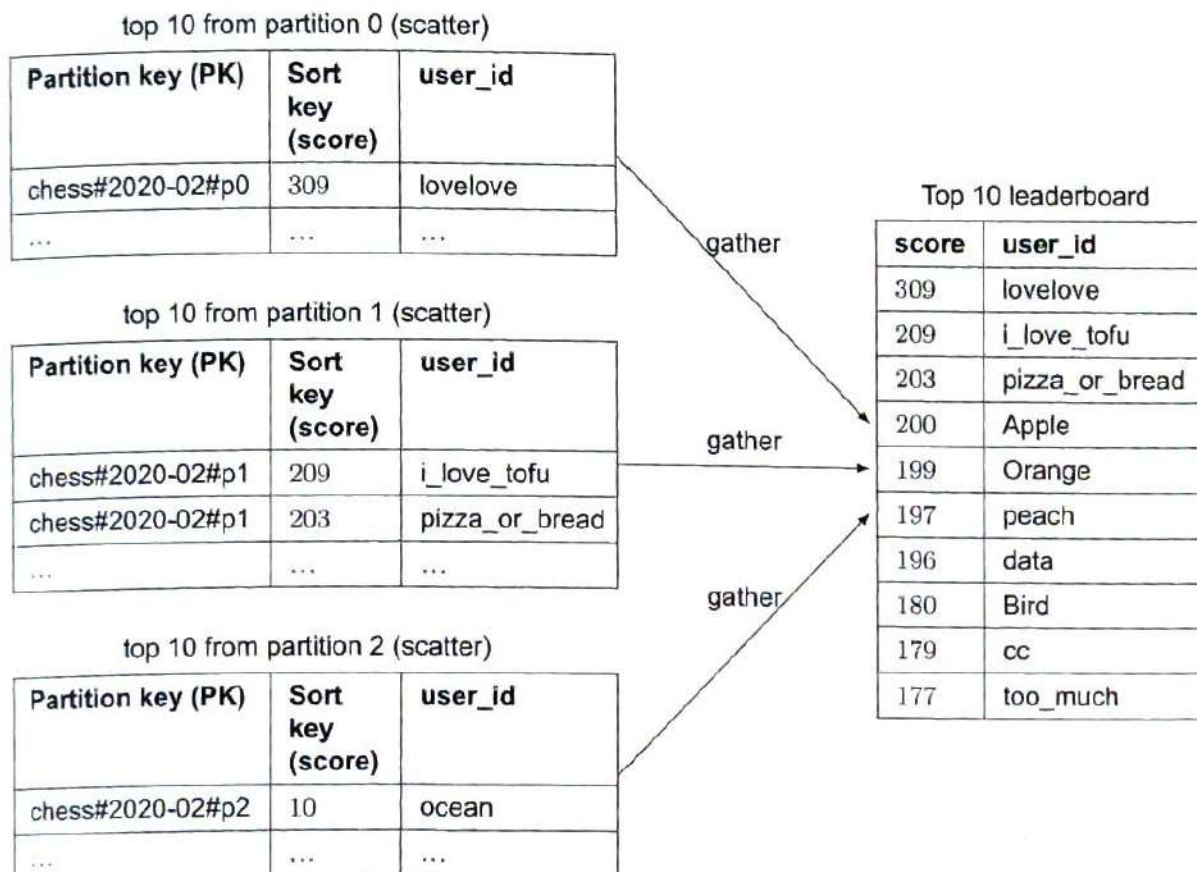 top 10 from partition 0 (scatter)
Partition key (PK) Sort key (score) user_id
chess#2020-02#p0 309 lovelove
... ... ...
gather
top 10 from partition 1 (scatter)
Partition key (PK) Sort key (score) user_id
chess#2020-02#p1 209 i_love_tofu
chess#2020-02#p1 203 pizza_or_bread
... ... ...
gather
top 10 from partition 2 (scatter)
Partition key (PK) Sort key (score) user_id
chess#2020-02#p2 10 ocean
... ... ...
gather
Top 10 leaderboard
score user_id
309 lovelove
209 i_love_tofu
203 pizza_or_bread
200 Apple
199 Orange
197 peach
196 data
180 Bird
179 cc
177 too_much